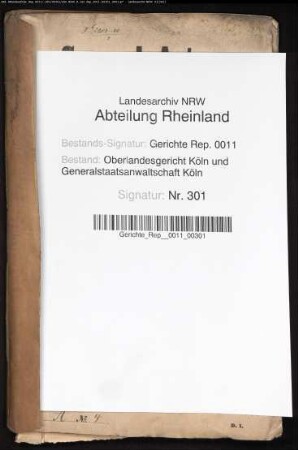 Landesarchiv NRW
Abteilung Rheinland
Bestands-Signatur: Gerichte Rep. 0011
Bestand: Oberlandesgericht Köln und
Generalstaatsanwaltschaft Köln
Signatur: Nr. 301
Gerichte_Rep__0011_00301
D. 1.